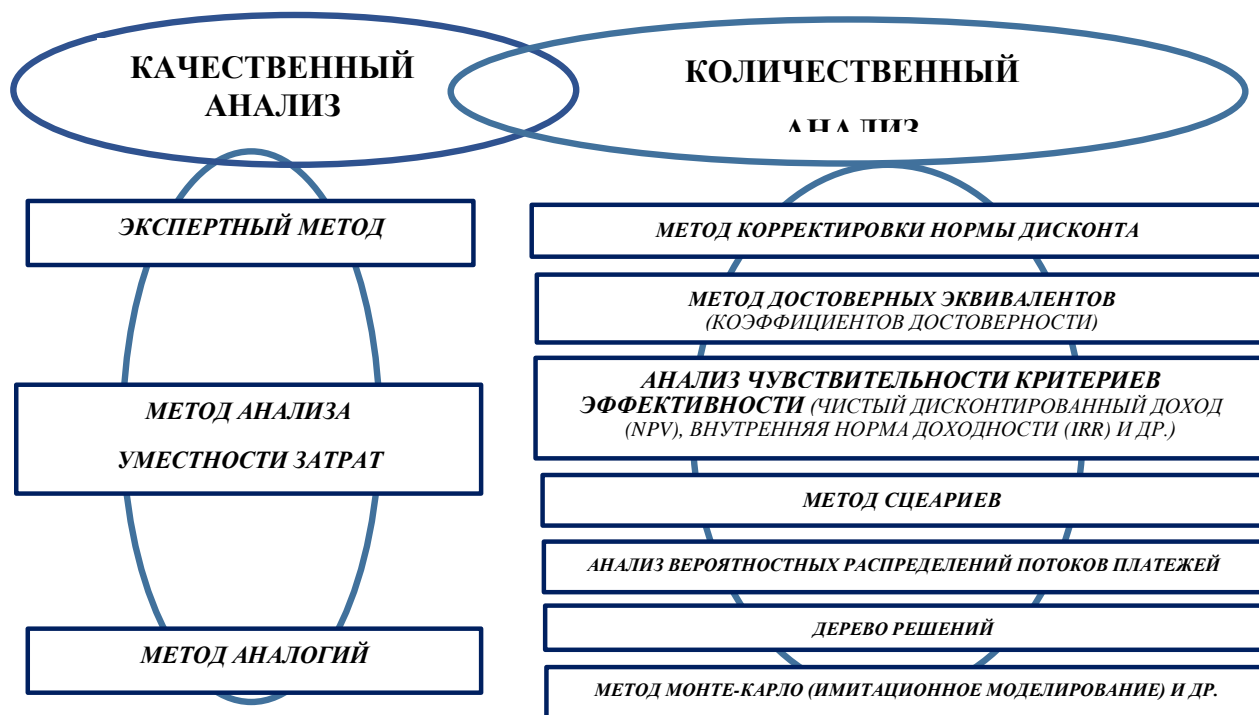 КАЧЕСТВЕННЫЙ
АНАЛИЗ
ЭКСПЕРТНЫЙ МЕТОД
МЕТОД АНАЛИЗА
УМЕСТНОСТИ ЗАТРАТ
МЕТОД АНАЛОГИЙ
КОЛИЧЕСТВЕННЫЙ
АНАЛИЗ
МЕТОД КОРРЕКТИРОВКИ НОРМЫ ДИСКОНТА
МЕТОД ДОСТОВЕРНЫХ ЭКВИВАЛЕНТОВ
(КОЭФФИЦИЕНТОВ ДОСТОВЕРНОСТИ)
АНАЛИЗ ЧУВСТВИТЕЛЬНОСТИ КРИТЕРИЕВ
ЭФФЕКТИВНОСТИ (ЧИСТЫЙ ДИСКОНТИРОВАННЫЙ ДОХОД
(NPV), ВНУТРЕННЯЯ НОРМА ДОХОДНОСТИ (IRR) И ДР.)
МЕТОД СЦЕАРИЕВ
АНАЛИЗ ВЕРОЯТНОСТНЫХ РАСПРЕДЕЛЕНИЙ ПОТОКОВ ПЛАТЕЖЕЙ
ДЕРЕВО РЕШЕНИЙ
МЕТОД МОНТЕ-КАРЛО (ИМИТАЦИОННОЕ МОДЕЛИРОВАНИЕ) И ДР.